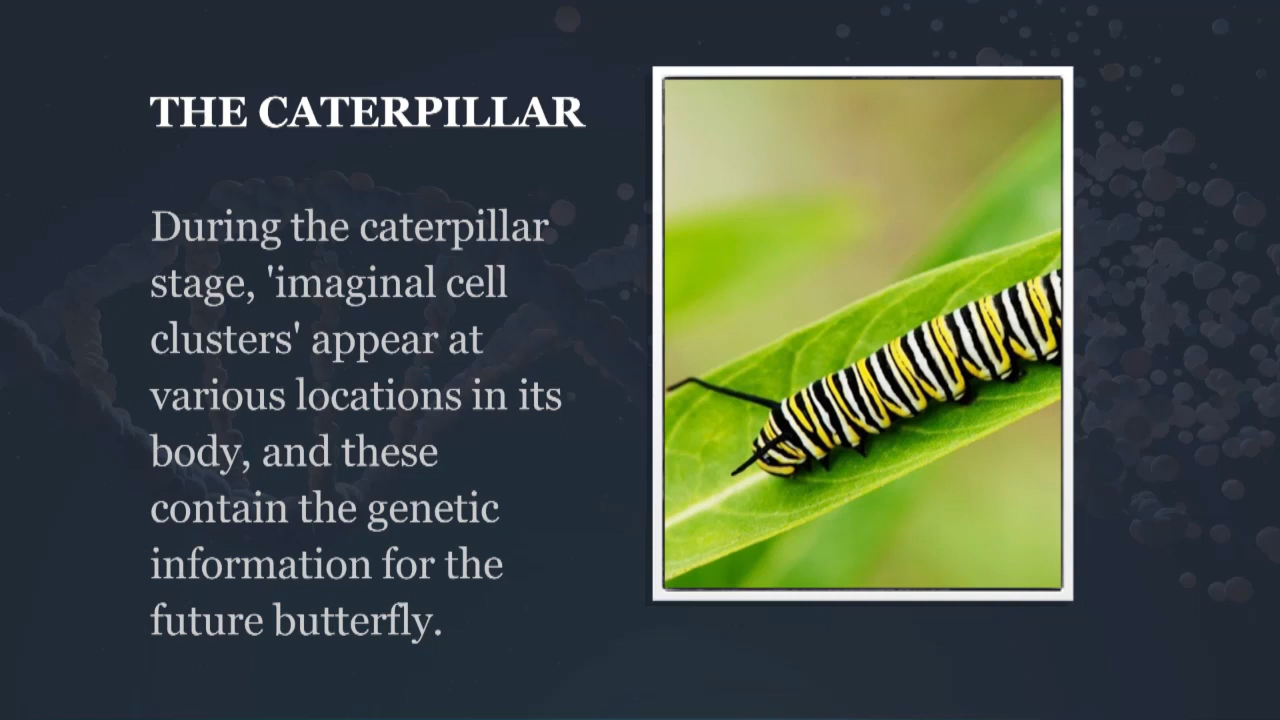 THE CATERPILLAR
During the caterpillar
stage, 'imaginal cell
clusters' appear at
various locations in its
body, and these
contain the genetic
information for the
future butterfly.